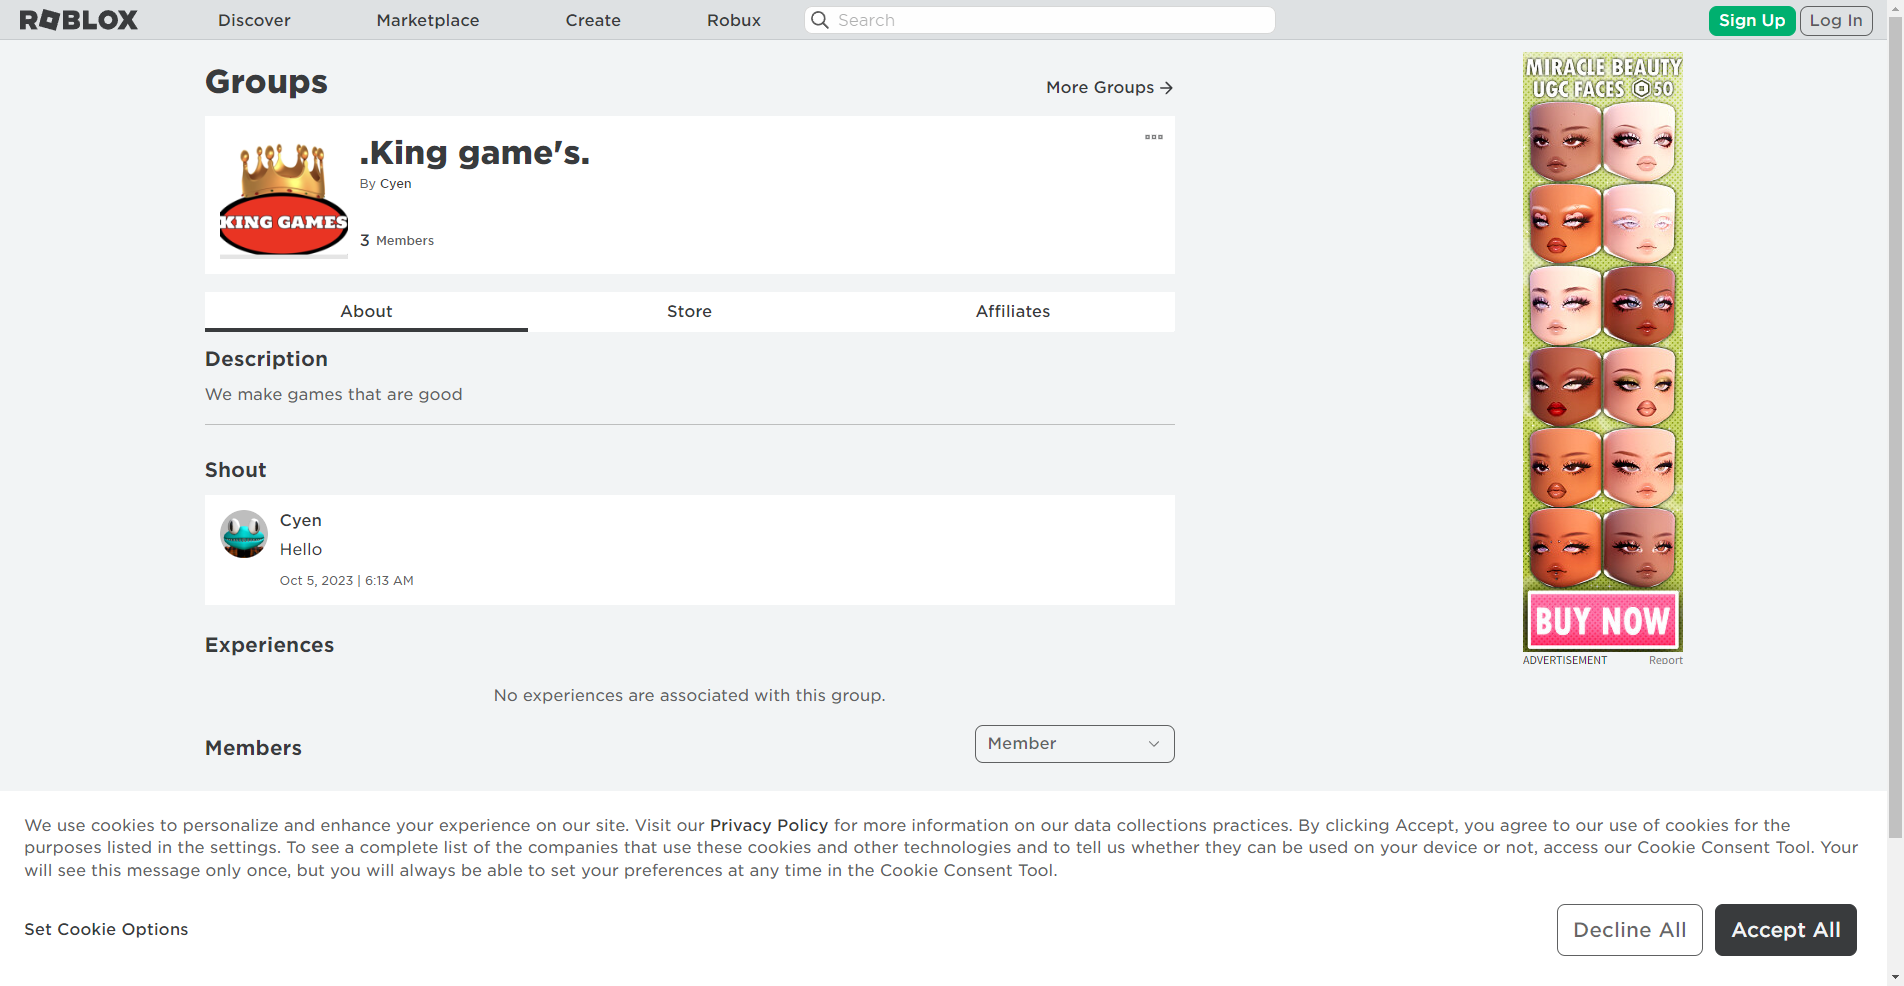 ROBLOX
Discover
Marketplace
Create
Robux
Search
Sign Up
Log In
Groups
More Groups
KING GAMES
.King game's.
By Cyen
3 Members
About
Store
Affiliates
Description
We make games that are good
Shout
Cyen
Hello
Oct 5, 2023 | 6:13 AM
Experiences
No experiences are associated with this group.
Members
Member
MIRACLE BEAUTY
UGC FACES 50
BUY NOW
ADVERTISEMENT
Report
We use cookies to personalize and enhance your experience on our site. Visit our Privacy Policy for more information on our data collections practices. By clicking Accept, you agree to our use of cookies for the
purposes listed in the settings. To see a complete list of the companies that use these cookies and other technologies and to tell us whether they can be used on your device or not, access our Cookie Consent Tool. Your
will see this message only once, but you will always be able to set your preferences at any time in the Cookie Consent Tool.
Set Cookie Options
Decline All
Accept All